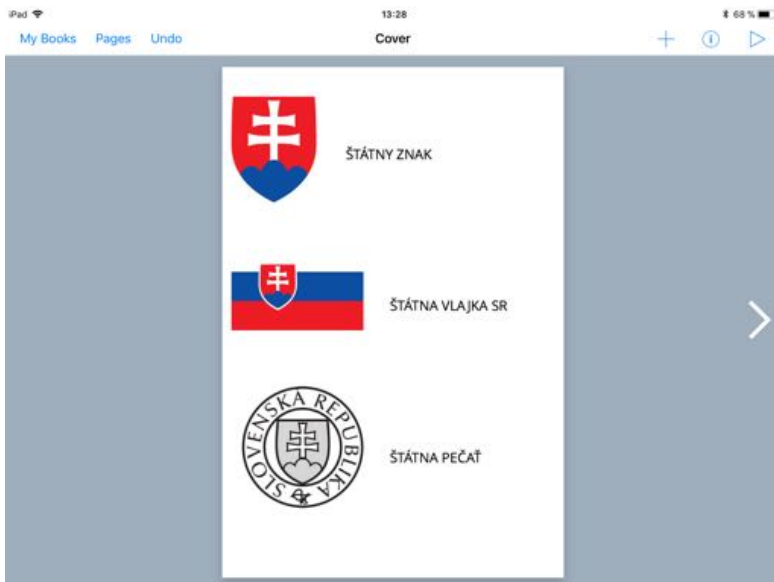 iPad 13:28 68 %
My Books Pages Undo Cover
ŠTÁTNY ZNAK
ŠTÁTNA VLAJKA SR
SLOVENSKÁ REPUBLIKA
ŠTÁTNA PEČAŤ